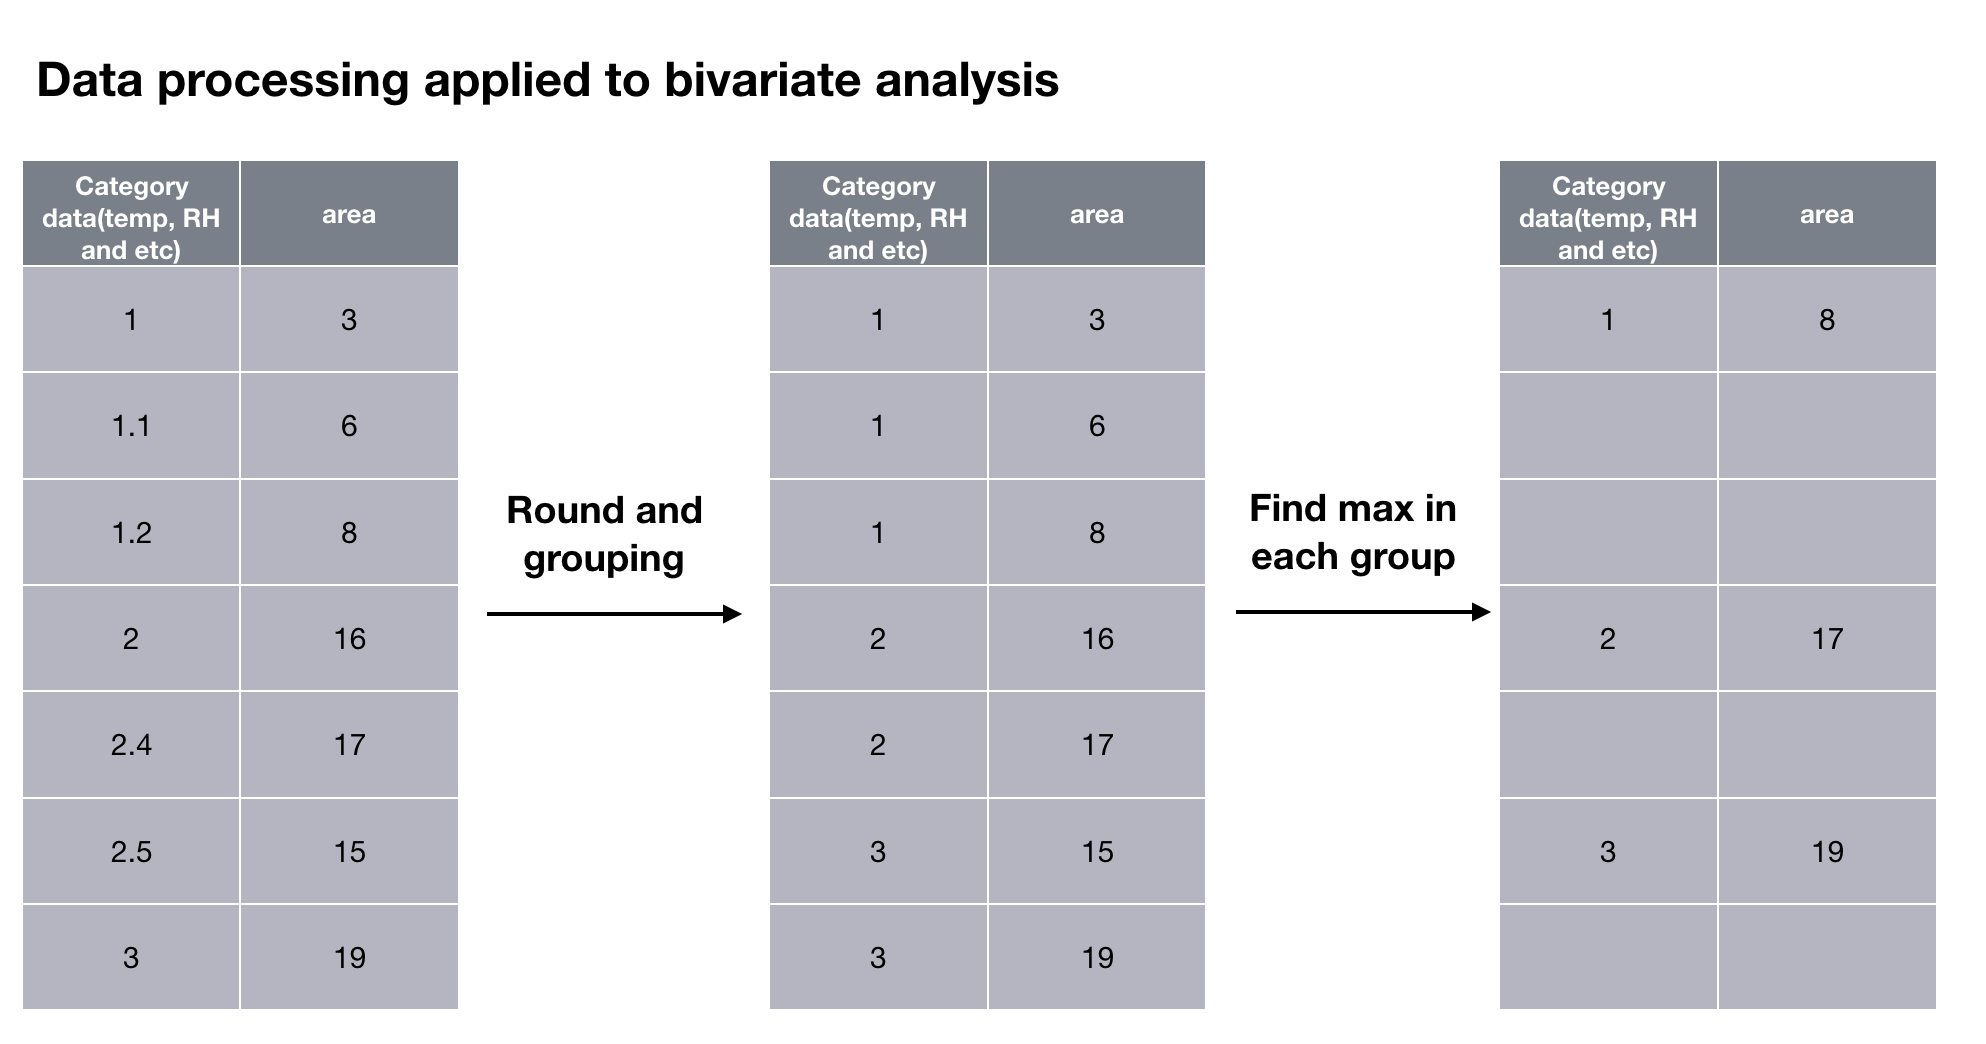 Data processing applied to bivariate analysis
Category
data(temp, RH
and etc)
area
1
3
1.1
6
1.2
8
2
16
2.4
17
2.5
15
3
19
Round and
grouping
Category
data(temp, RH
and etc)
area
1
3
1
6
1
8
2
16
2
17
3
15
3
19
Find max in
each group
Category
data(temp, RH
and etc)
area
1
8
2
17
3
19